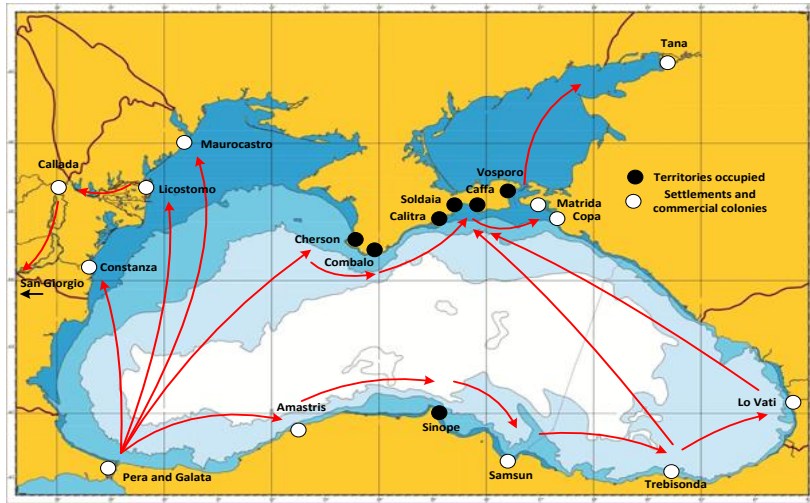 Tana
Maurocastro
Callada
Vosporo
Territories occupied
Licostomo
Soldaia
Caffa
Settlements and
commercial colonies
Matrida
Calitra
Copa
Cherson
Combalo
Constanza
San Giorgio
Lo Vati
Amastris
Sinope
Pera and Galata
Samsun
Trebisonda